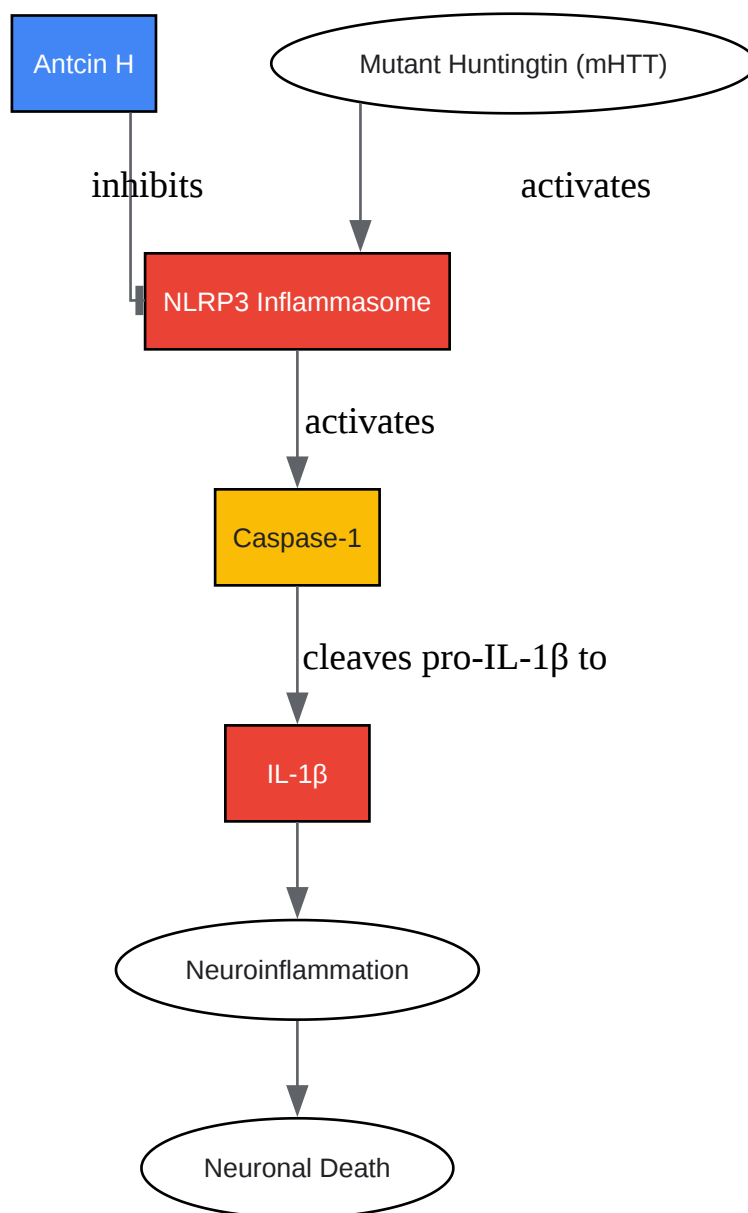 Antcin H
Mutant Huntingtin (mHTT)
inhibits
activates
NLRP3 Inflammasome
activates
Caspase-1
cleaves pro-IL-1β to
IL-1β
Neuroinflammation
Neuronal Death